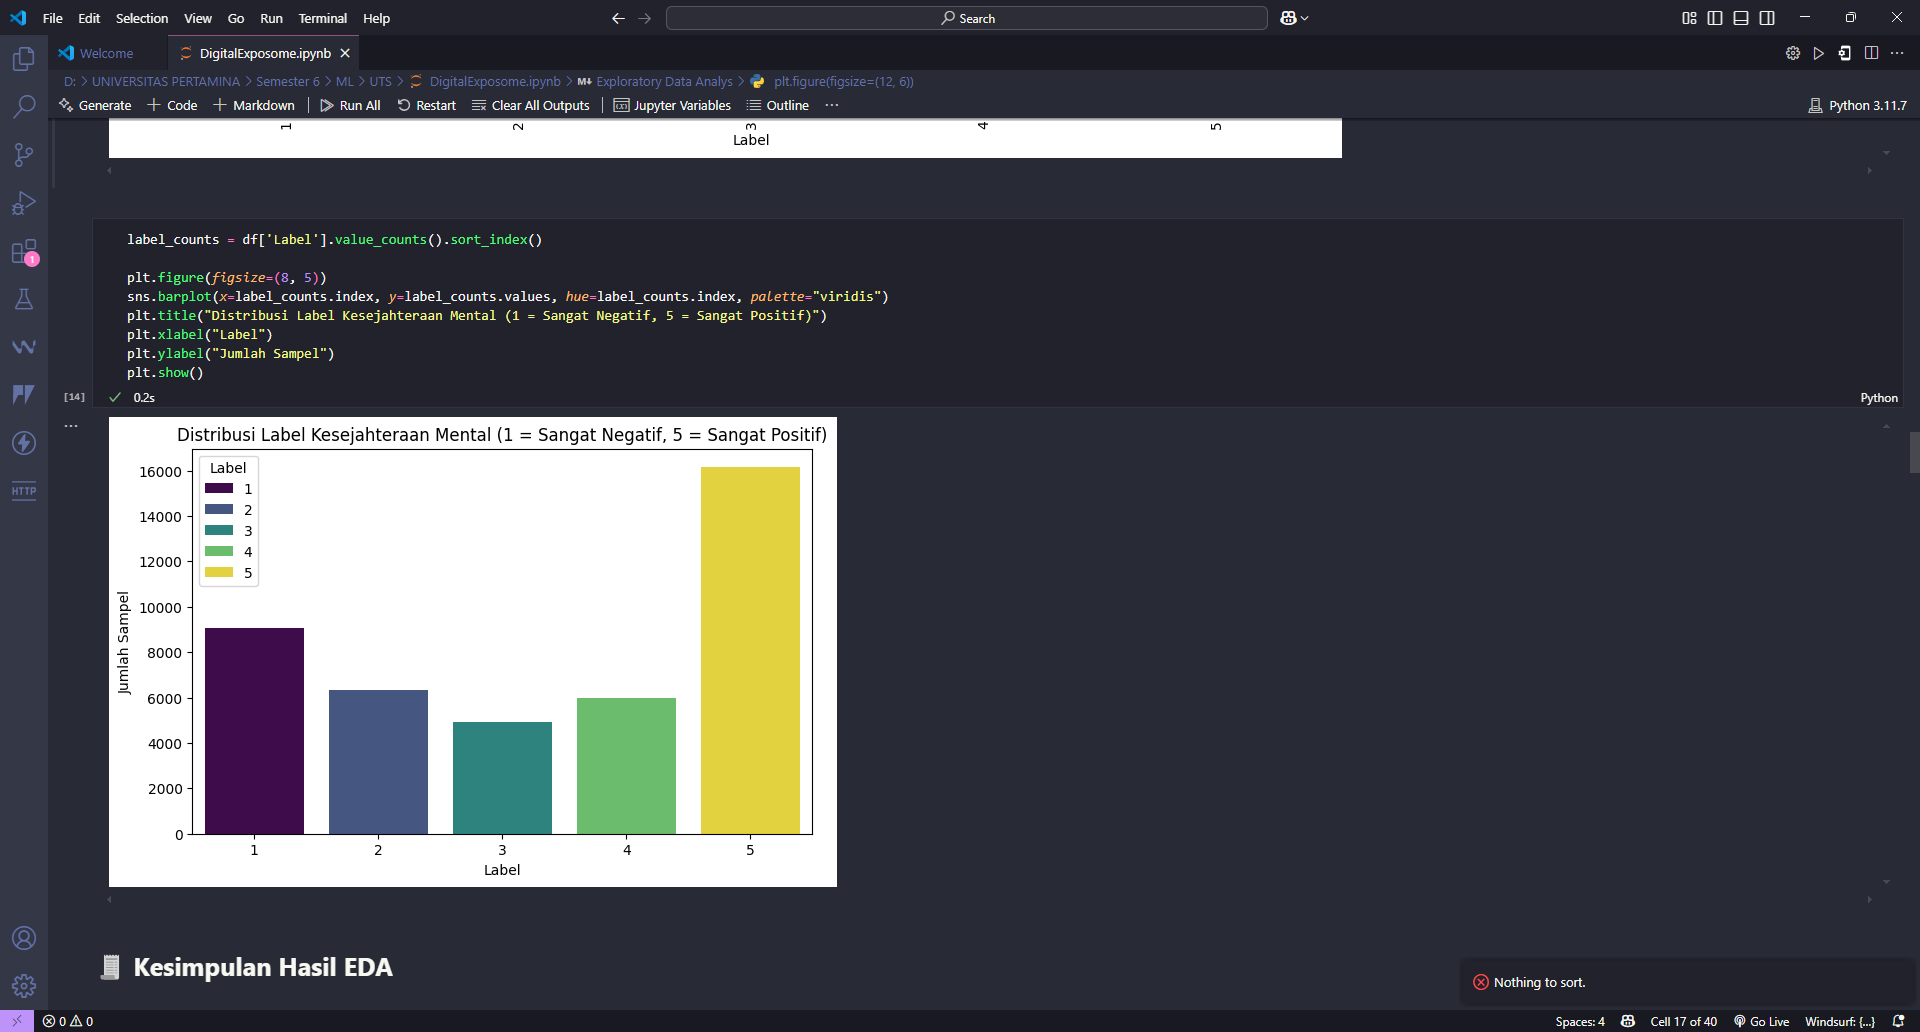 File Edit Selection View Go Run Terminal Help
Search
Welcome
DigitalExposome.ipynb
D: > UNIVERSITAS PERTAMINA > Semester 6 > ML > UTS > DigitalExposome.ipynb > M↓ Exploratory Data Analys > plt.figure(figsize=(12, 6))
Generate + Code + Markdown | Run All Restart Clear All Outputs | Jupyter Variables Outline ...
Python 3.11.7
1 2 3 4 5
Label
label_counts = df['Label'].value_counts().sort_index()
plt.figure(figsize=(8, 5))
sns.barplot(x=label_counts.index, y=label_counts.values, hue=label_counts.index, palette="viridis")
plt.title("Distribusi Label Kesejahteraan Mental (1 = Sangat Negatif, 5 = Sangat Positif)")
plt.xlabel("Label")
plt.ylabel("Jumlah Sampel")
plt.show()
[14] 0.2s
Python
Distribusi Label Kesejahteraan Mental (1 = Sangat Negatif, 5 = Sangat Positif)
Label
1
2
3
4
5
16000
14000
12000
10000
8000
6000
4000
2000
0
Jumlah Sampel
1 2 3 4 5
Label
Kesimpulan Hasil EDA
Nothing to sort.
HTTP
1
0 0
Spaces: 4
Cell 17 of 40
Go Live
Windsurf: {...}